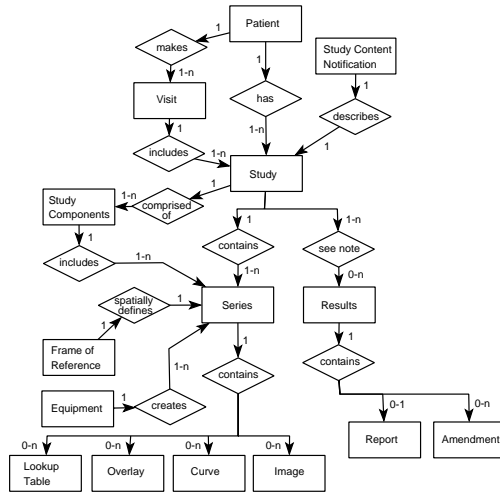 Patient
makes
1
Study Content
Notification
1-n
Visit
has
1
describes
1
1-n
1
includes
1-n
Study
1-n
1
comprised
of
Study
Components
1
1-n
1
contains
see note
includes
1-n
1-n
0-n
spatially
defines
1
Series
Results
1
Frame of
Reference
1
1
1-n
contains
contains
Equipment
1
creates
0-1
0-n
Report
Amendment
0-n
0-n
0-n
0-n
Lookup
Table
Overlay
Curve
Image